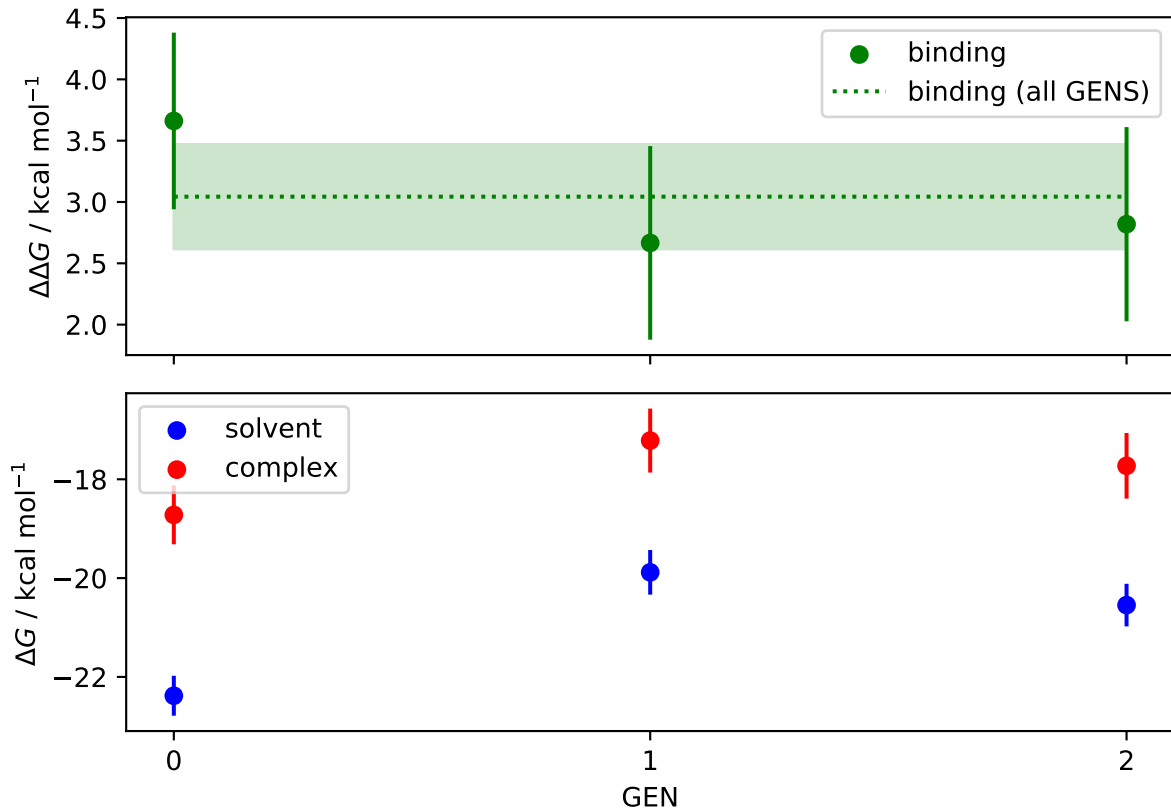 4.5
4.0
3.5
3.0
2.5
2.0
ΔΔG / kcal mol⁻¹
binding
binding (all GENS)
−18
−20
−22
ΔG / kcal mol⁻¹
solvent
complex
0
1
2
GEN